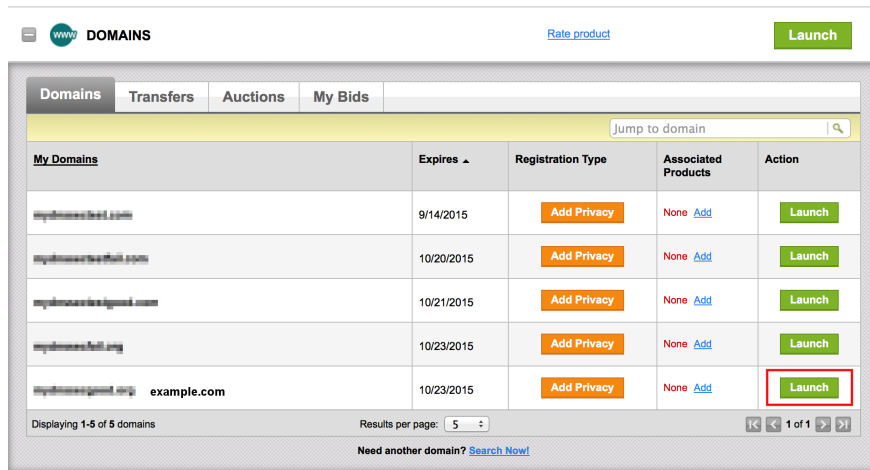 www DOMAINS Rate product Launch
Domains Transfers Auctions My Bids
Jump to domain
My Domains Expires Registration Type Associated Products Action
9/14/2015 Add Privacy None Add Launch
10/20/2015 Add Privacy None Add Launch
10/21/2015 Add Privacy None Add Launch
10/23/2015 Add Privacy None Add Launch
example.com 10/23/2015 Add Privacy None Add Launch
Displaying 1-5 of 5 domains Results per page: 5 1 of 1
Need another domain? Search Now!